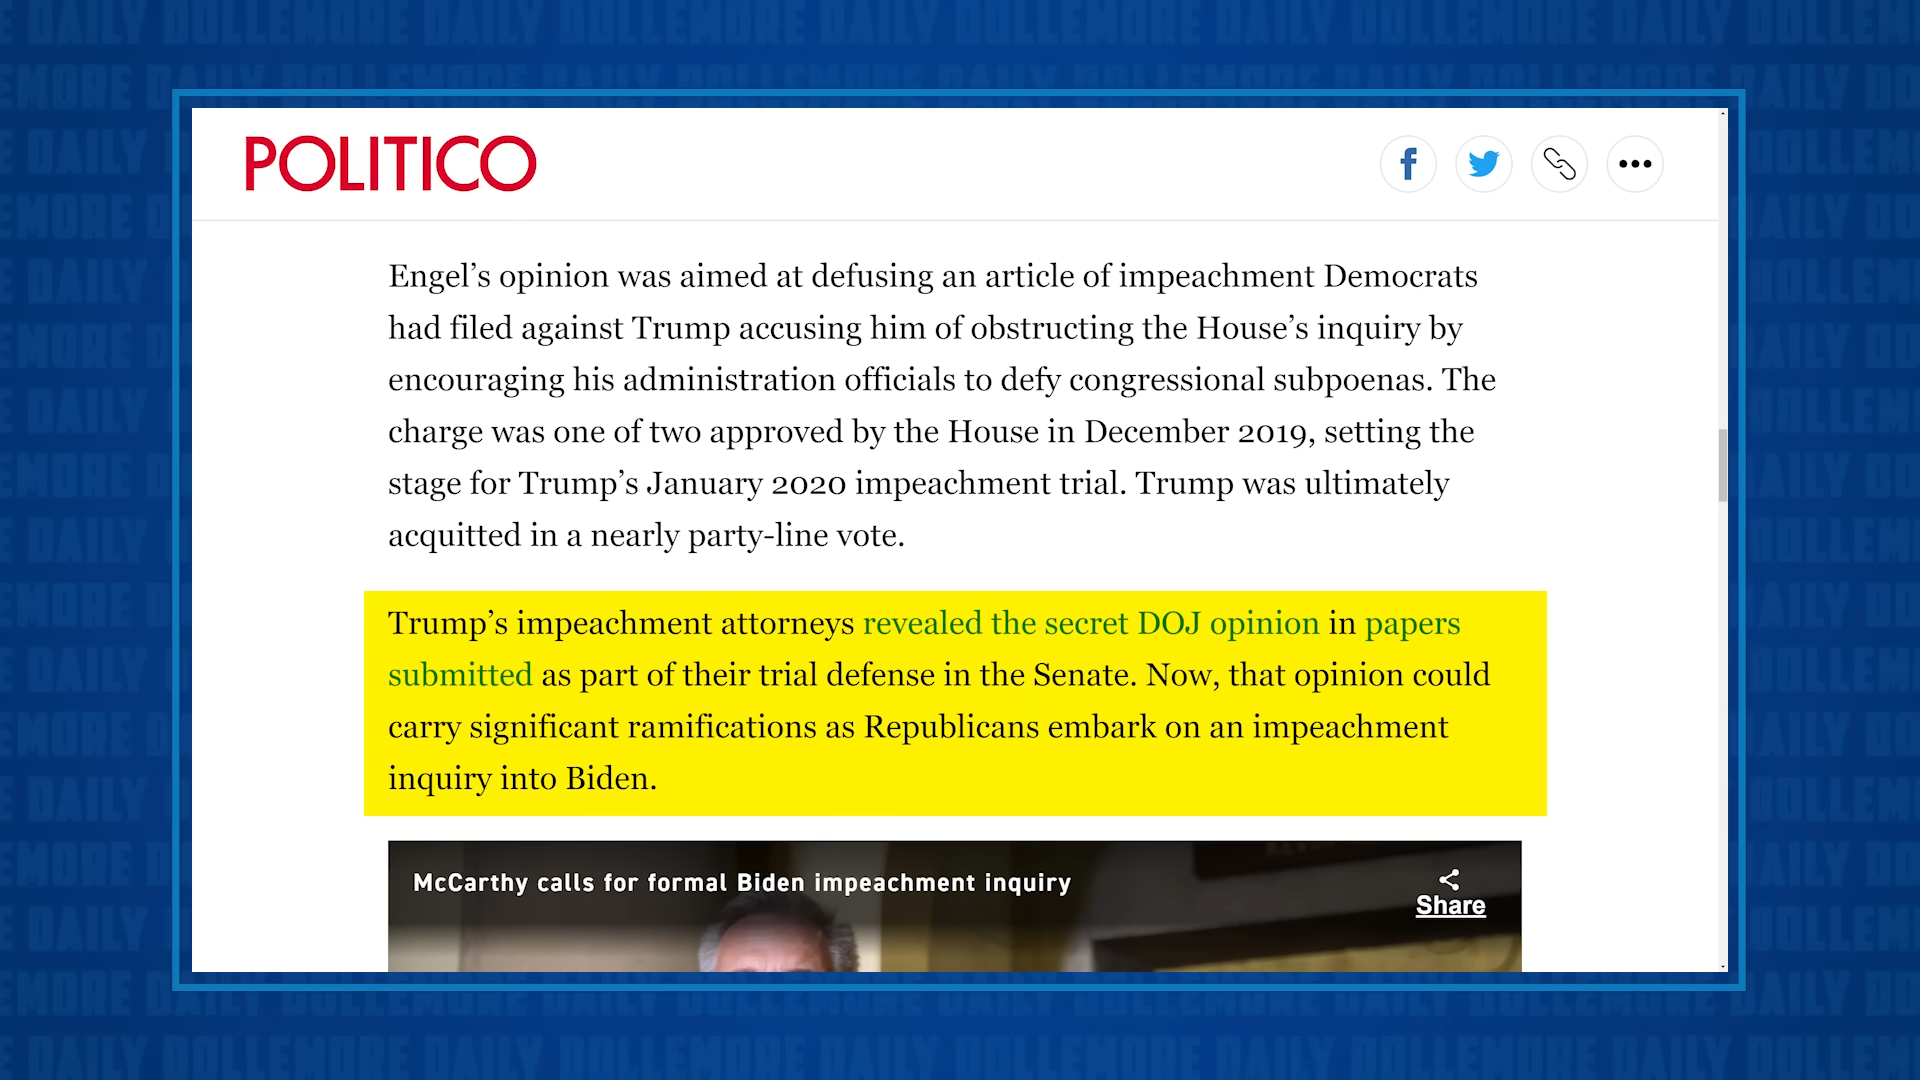 POLITICO
Engel’s opinion was aimed at defusing an article of impeachment Democrats
had filed against Trump accusing him of obstructing the House’s inquiry by
encouraging his administration officials to defy congressional subpoenas. The
charge was one of two approved by the House in December 2019, setting the
stage for Trump’s January 2020 impeachment trial. Trump was ultimately
acquitted in a nearly party-line vote.
Trump’s impeachment attorneys revealed the secret DOJ opinion in papers
submitted as part of their trial defense in the Senate. Now, that opinion could
carry significant ramifications as Republicans embark on an impeachment
inquiry into Biden.
McCarthy calls for formal Biden impeachment inquiry
Share